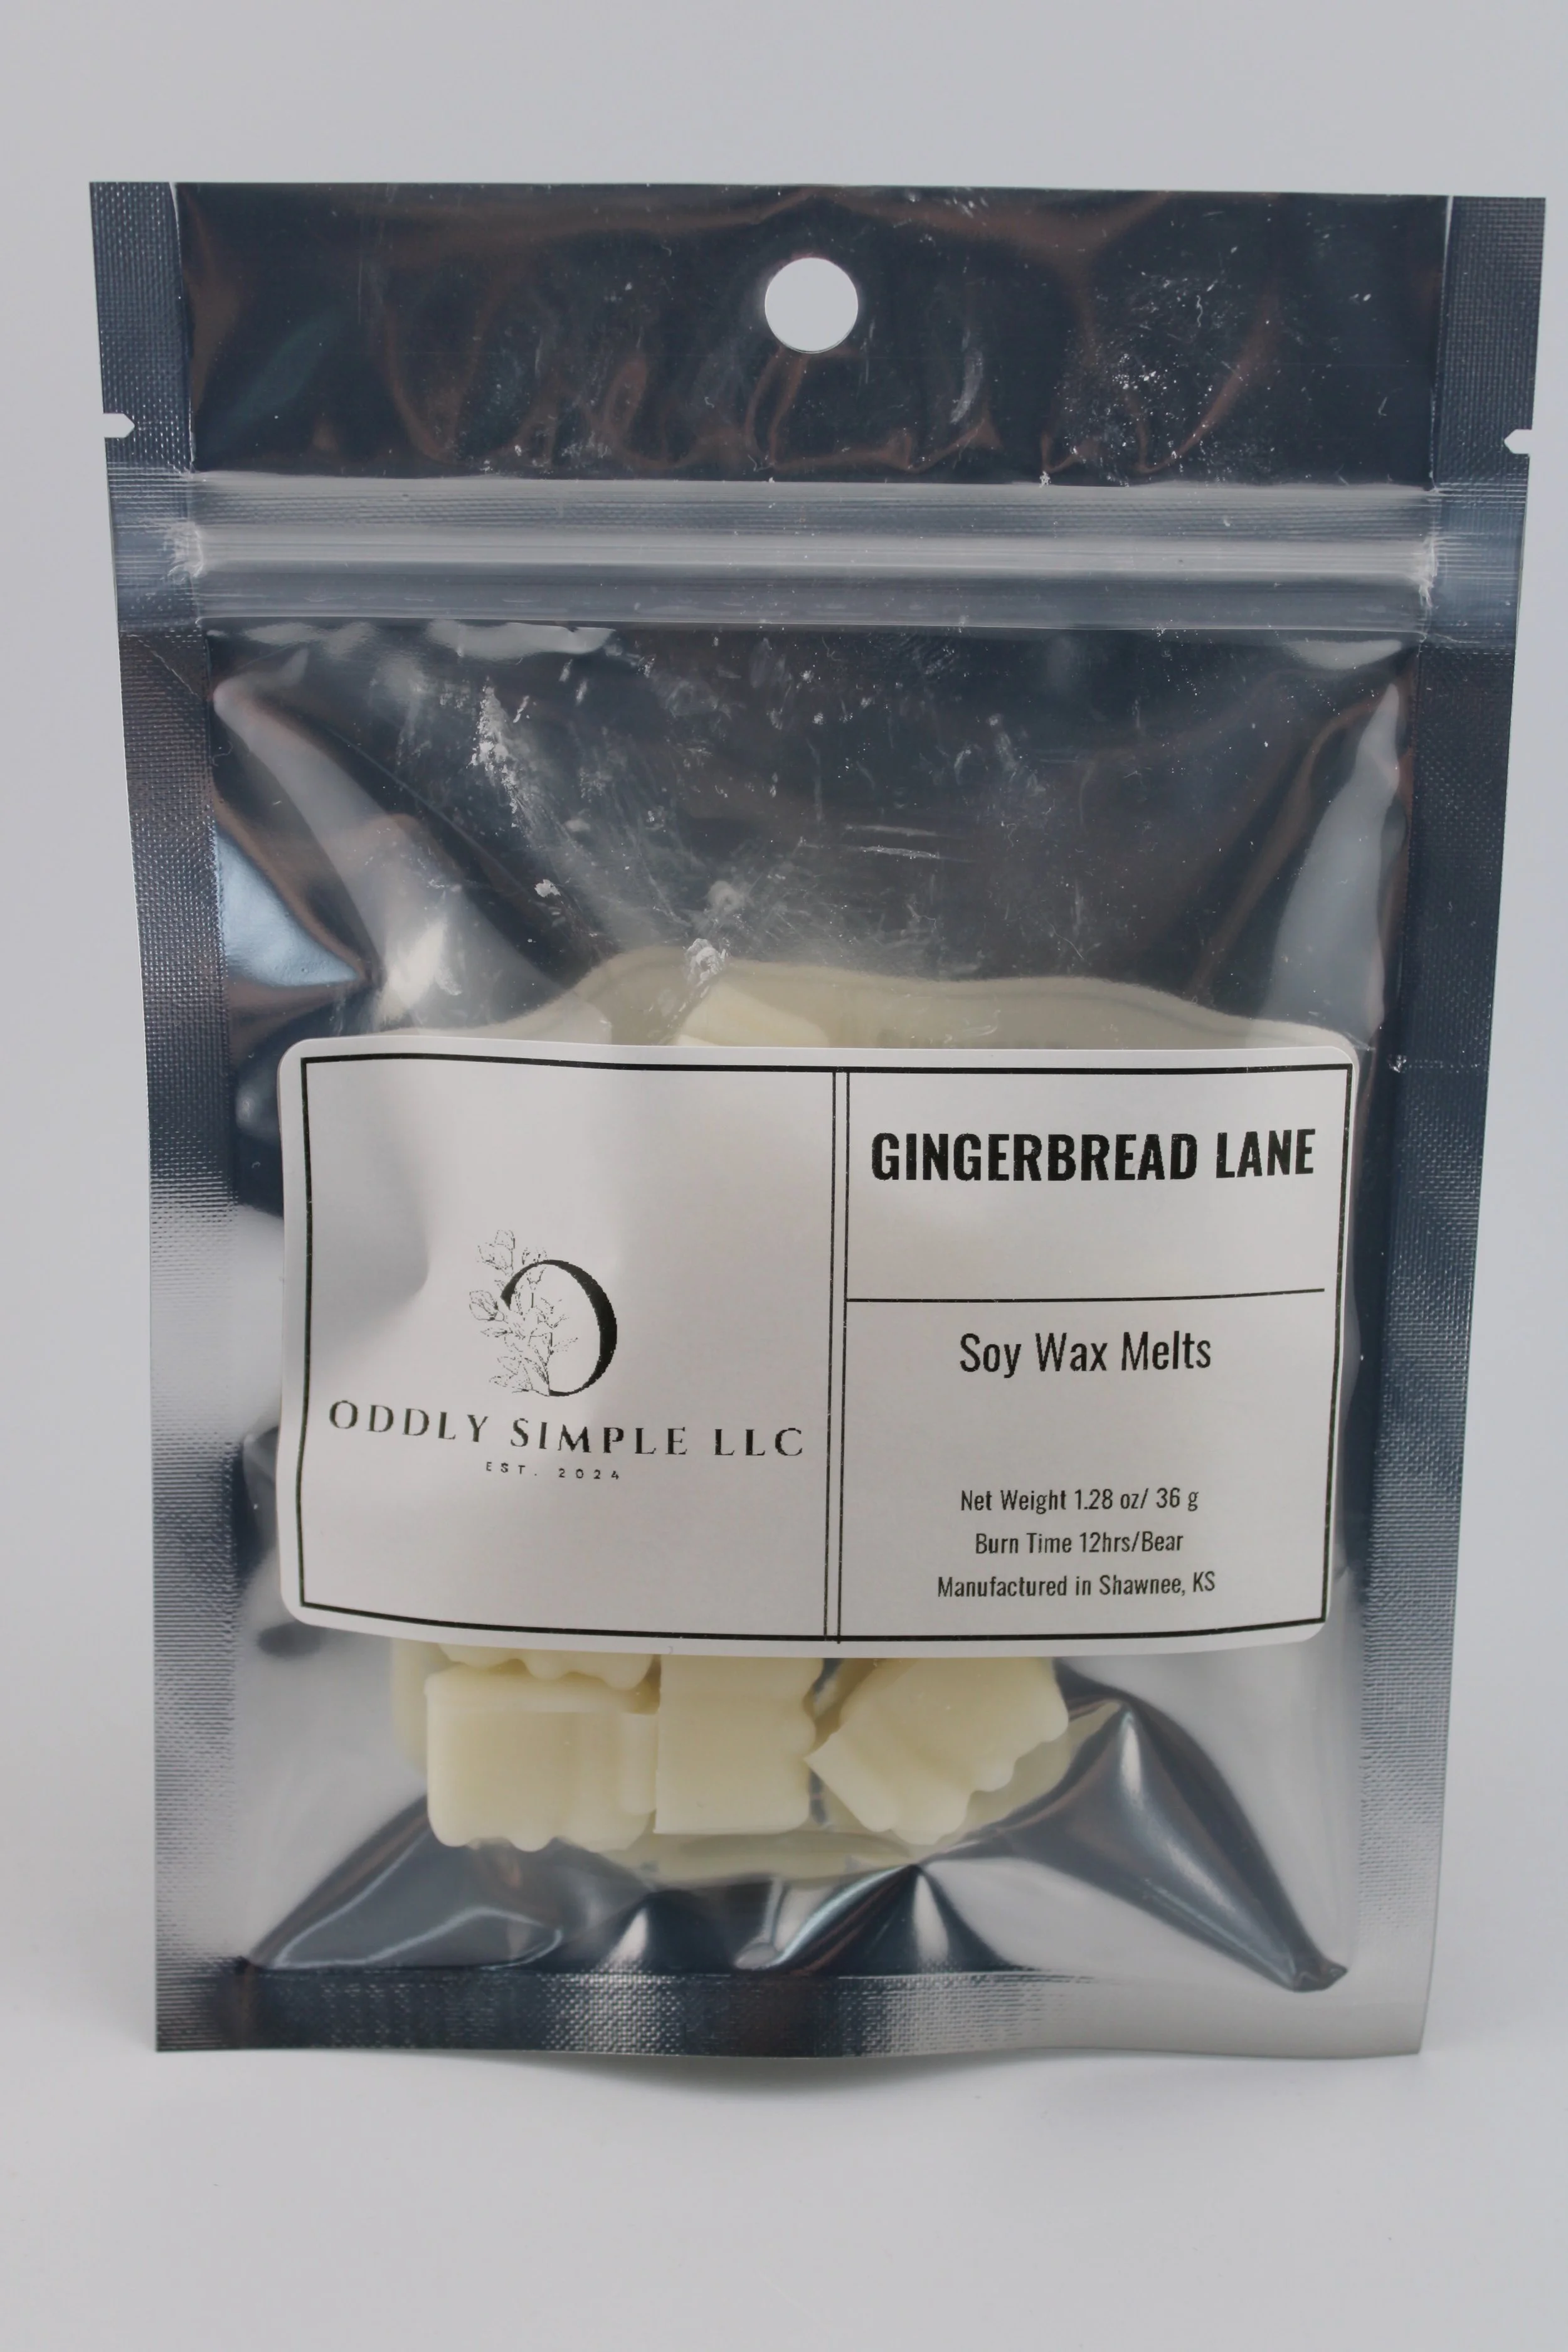 ODDLY SIMPLE LLC
EST. 2024
GINGERBREAD LANE
Soy Wax Melts
Net Weight 1.28 oz/ 36 g
Burn Time 12hrs/Bear
Manufactured in Shawnee, KS